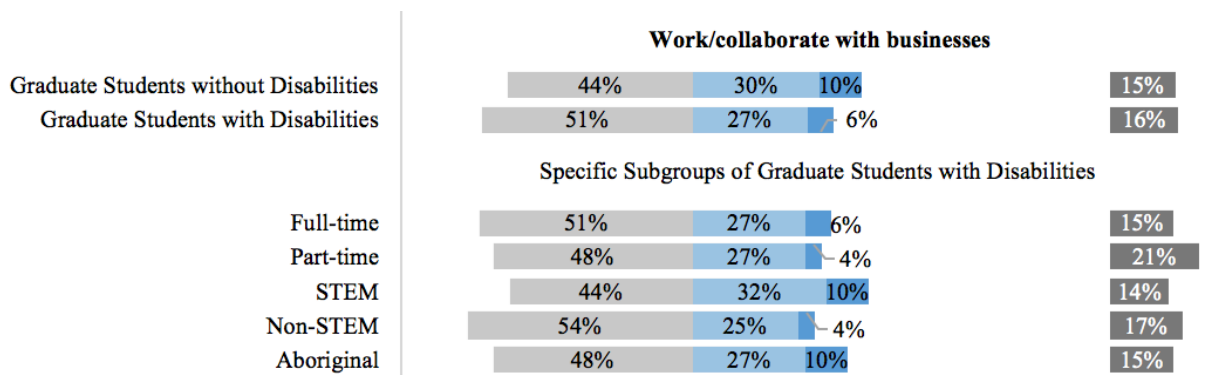 Work/collaborate with businesses
Graduate Students without Disabilities 44% 30% 10% 15%
Graduate Students with Disabilities 51% 27% 6% 16%
Specific Subgroups of Graduate Students with Disabilities
Full-time 51% 27% 6% 15%
Part-time 48% 27% 4% 21%
STEM 44% 32% 10% 14%
Non-STEM 54% 25% 4% 17%
Aboriginal 48% 27% 10% 15%